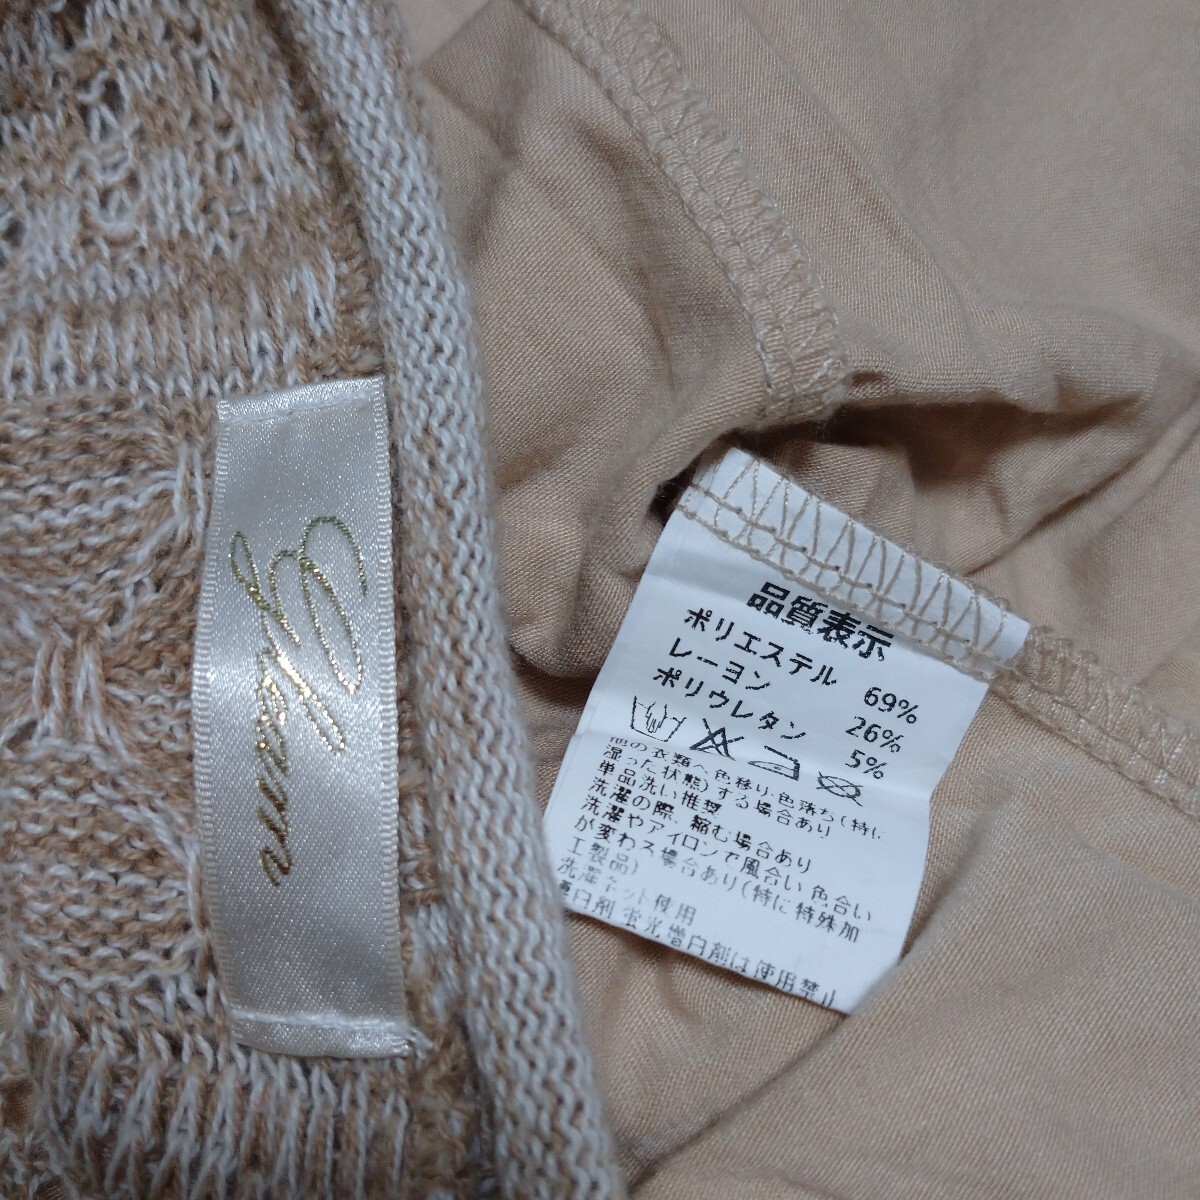 品質表示
ポリエステル 69%
レーヨン 26%
ポリウレタン 5%
他の衣類へ色移り・色落ち(特に
湿った状態)する場合あり
単品洗い推奨
洗濯の際、縮む場合あり
洗濯やアイロンで風合い色合い
が変わス場合あり(特に特殊加
工製品)
洗濯ネット使用
白剤 蛍光増白剤は使用禁止